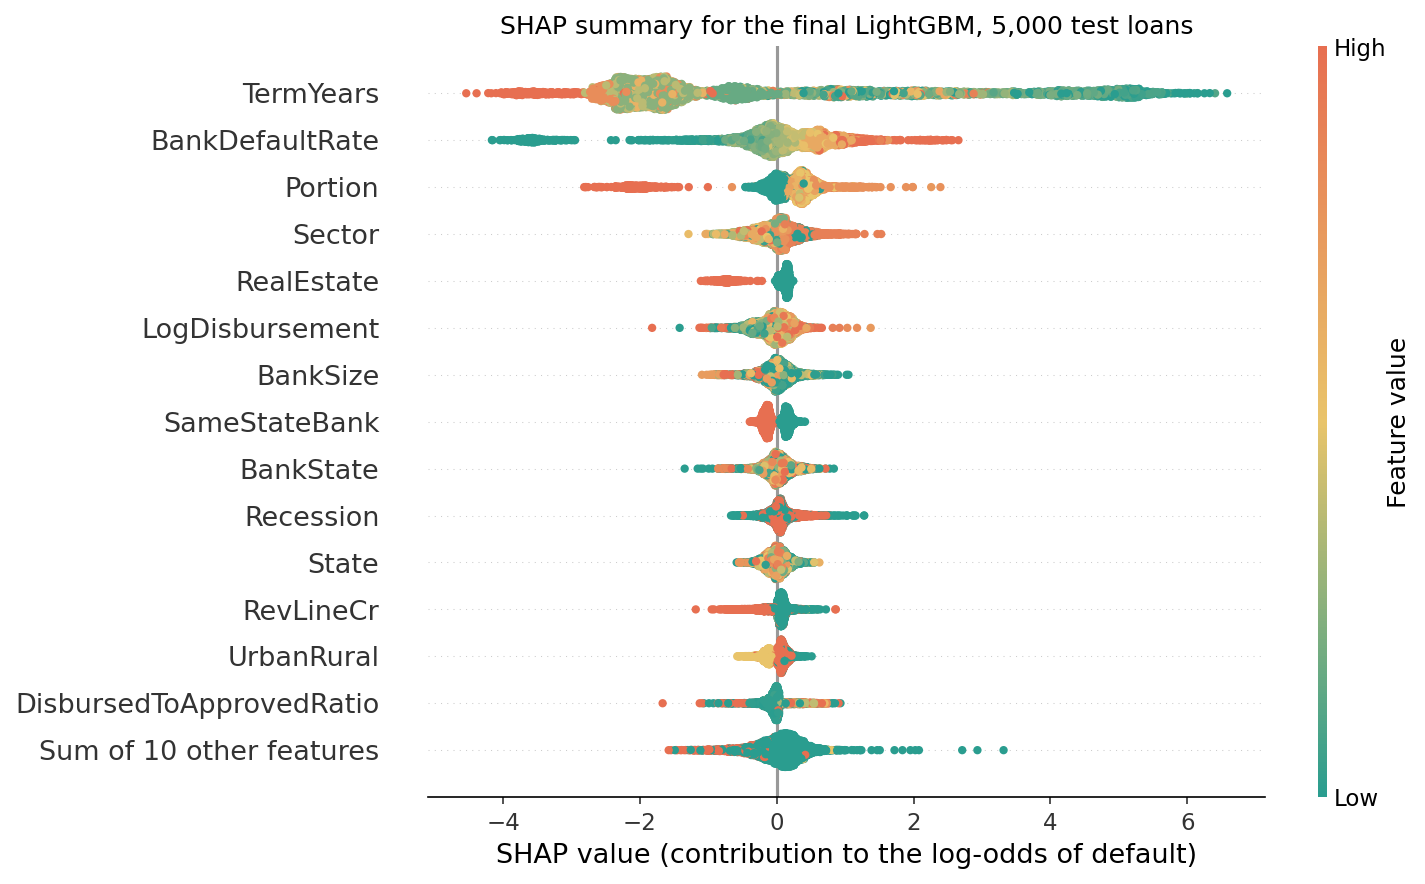 SHAP summary for the final LightGBM, 5,000 test loans
High
TermYears
BankDefaultRate
Portion
Sector
RealEstate
LogDisbursement
BankSize
SameStateBank
BankState
Recession
State
RevLineCr
UrbanRural
DisbursedToApprovedRatio
Sum of 10 other features
Feature value
Low
−4 −2 0 2 4 6
SHAP value (contribution to the log-odds of default)